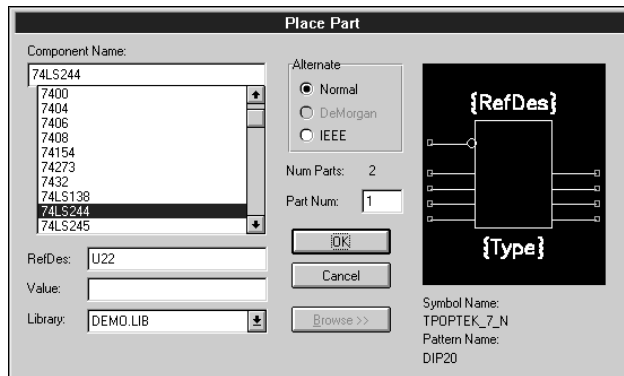 Place Part
Component Name:
74LS244
7400
7404
7406
7408
74154
74273
7432
74LS138
74LS244
74LS245
RefDes: U22
Value:
Library: DEMO.LIB
Alternate
Normal
DeMorgan
IEEE
Num Parts: 2
Part Num: 1
OK
Cancel
Browse >>
{RefDes}
{Type}
Symbol Name:
TPOPTEK_7_N
Pattern Name:
DIP20